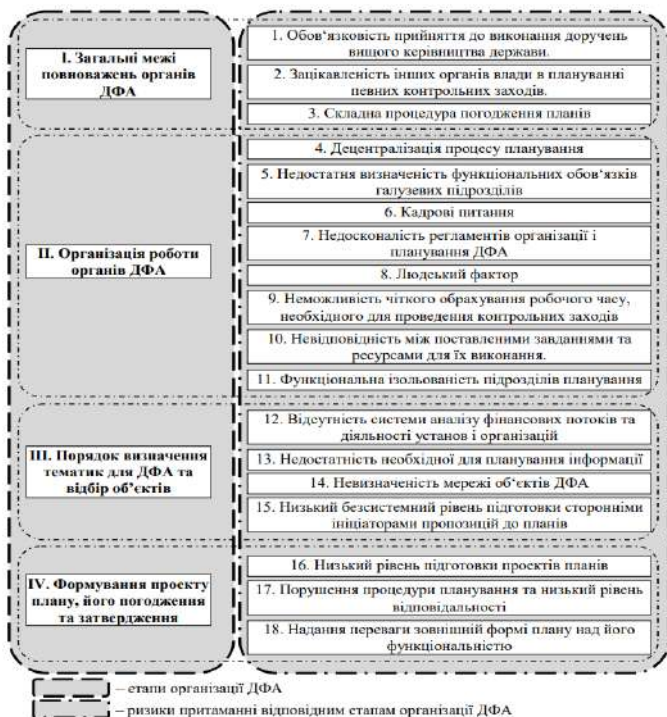 І. Загальні межі
повноважень органів
ДФА
1. Обов‘язковість прийняття до виконання доручень
вищого керівництва держави.
2. Зацікавленість інших органів влади в плануванні
певних контрольних заходів.
3. Складна процедура погодження планів
ІІ. Організація роботи
органів ДФА
4. Децентралізація процесу планування
5. Недостатня визначеність функціональних обов‘язків
галузевих підрозділів
6. Кадрові питання
7. Недосконалість регламентів організації і
планування ДФА
8. Людський фактор
9. Неможливість чіткого обрахування робочого часу,
необхідного для проведення контрольних заходів
10. Невідповідність між поставленими завданнями та
ресурсами для їх виконання.
11. Функціональна ізольованість підрозділів планування
ІІІ. Порядок визначення
тематик для ДФА та
відбір об’єктів
12. Відсутність системи аналізу фінансових потоків та
діяльності установ і організацій
13. Недостатність необхідної для планування інформації
14. Невизначеність мережі об‘єктів ДФА
15. Низький безсистемний рівень підготовки сторонніми
ініціаторами пропозицій до планів
IV. Формування проекту
плану, його погодження
та затвердження
16. Низький рівень підготовки проектів планів
17. Порушення процедури планування та низький рівень
відповідальності
18. Надання переваги зовнішній формі плану над його
функціональністю
– етапи організації ДФА
– ризики притаманні відповідним етапам організації ДФА